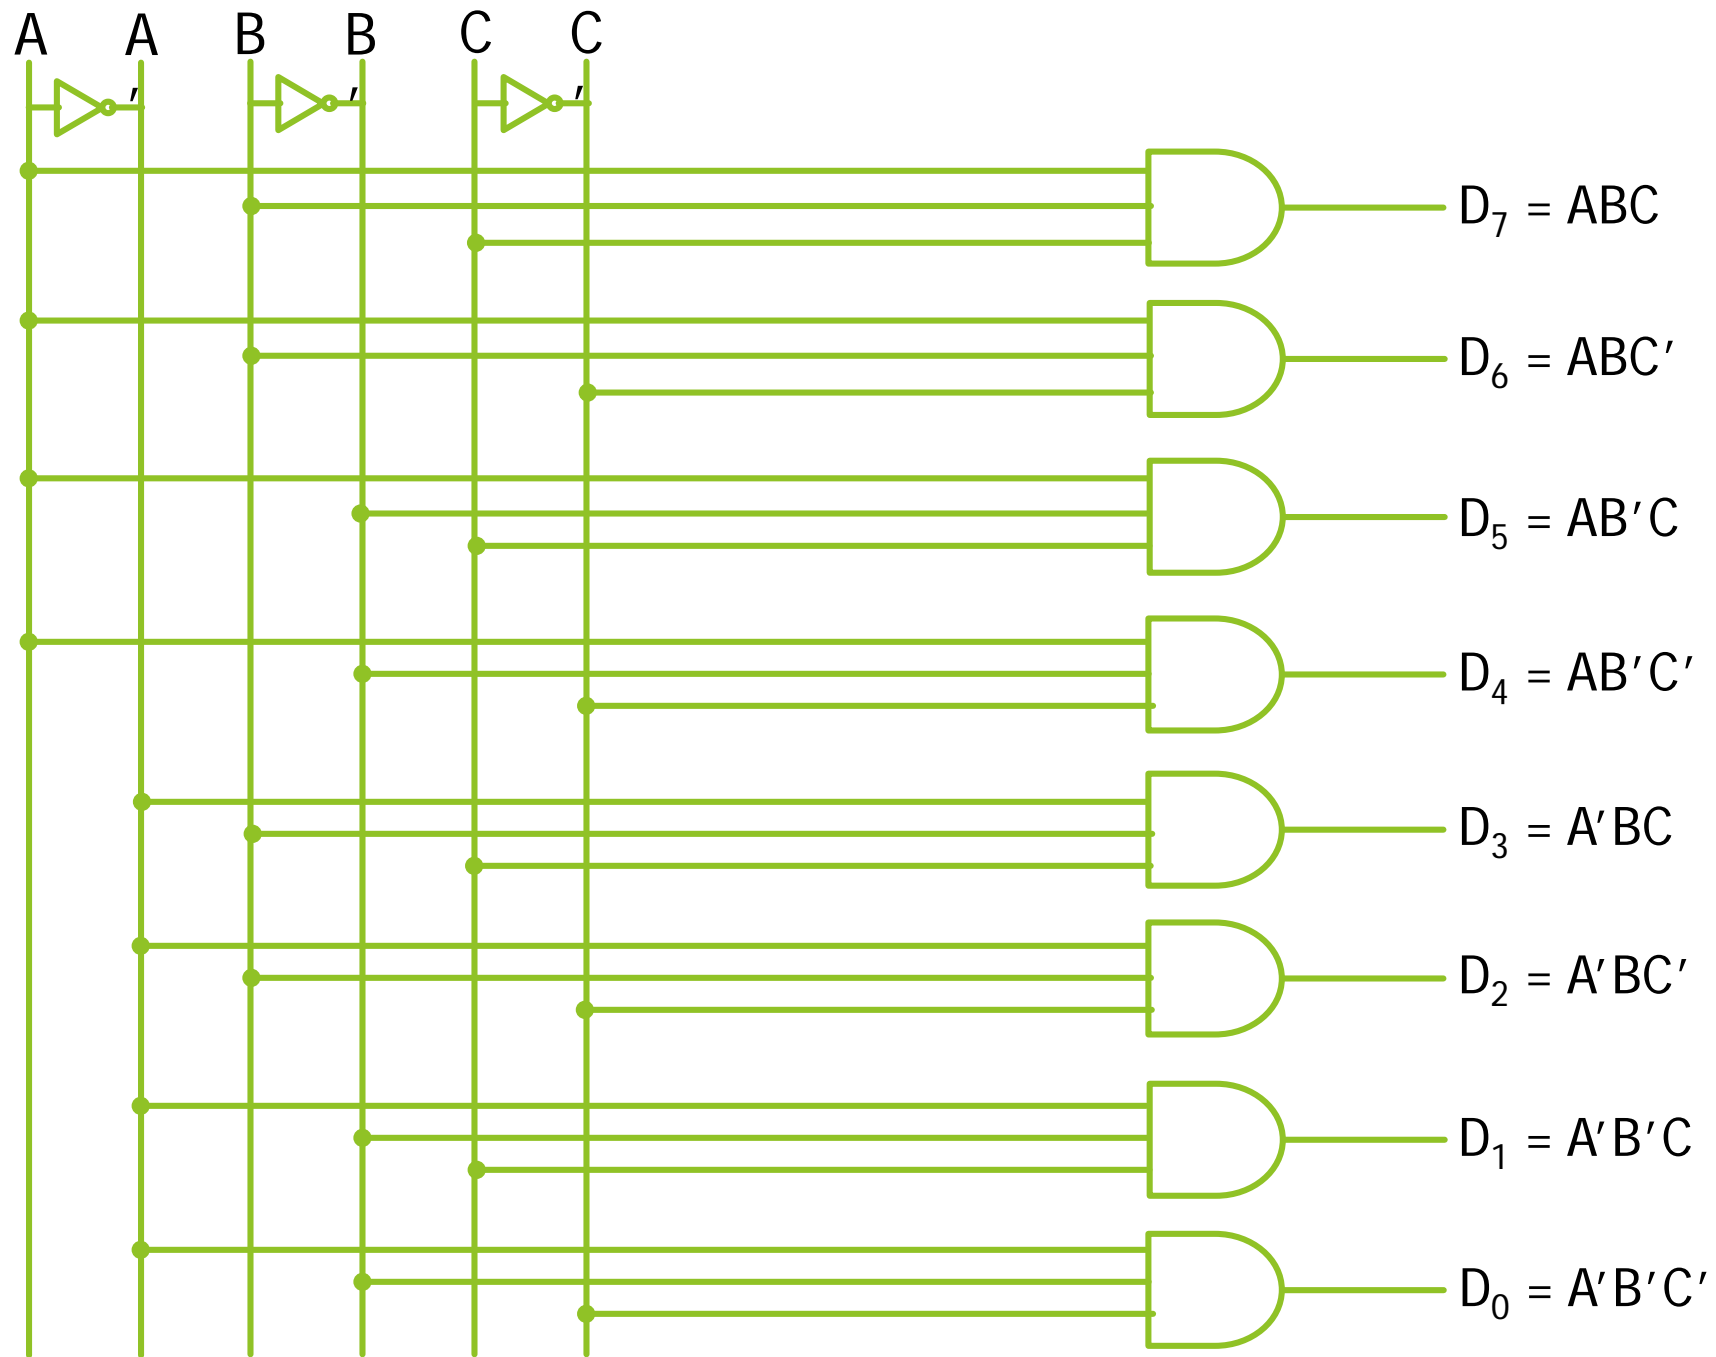 A A B B C C
′ ′ ′
D₇ = ABC
D₆ = ABC′
D₅ = AB′C
D₄ = AB′C′
D₃ = A′BC
D₂ = A′BC′
D₁ = A′B′C
D₀ = A′B′C′